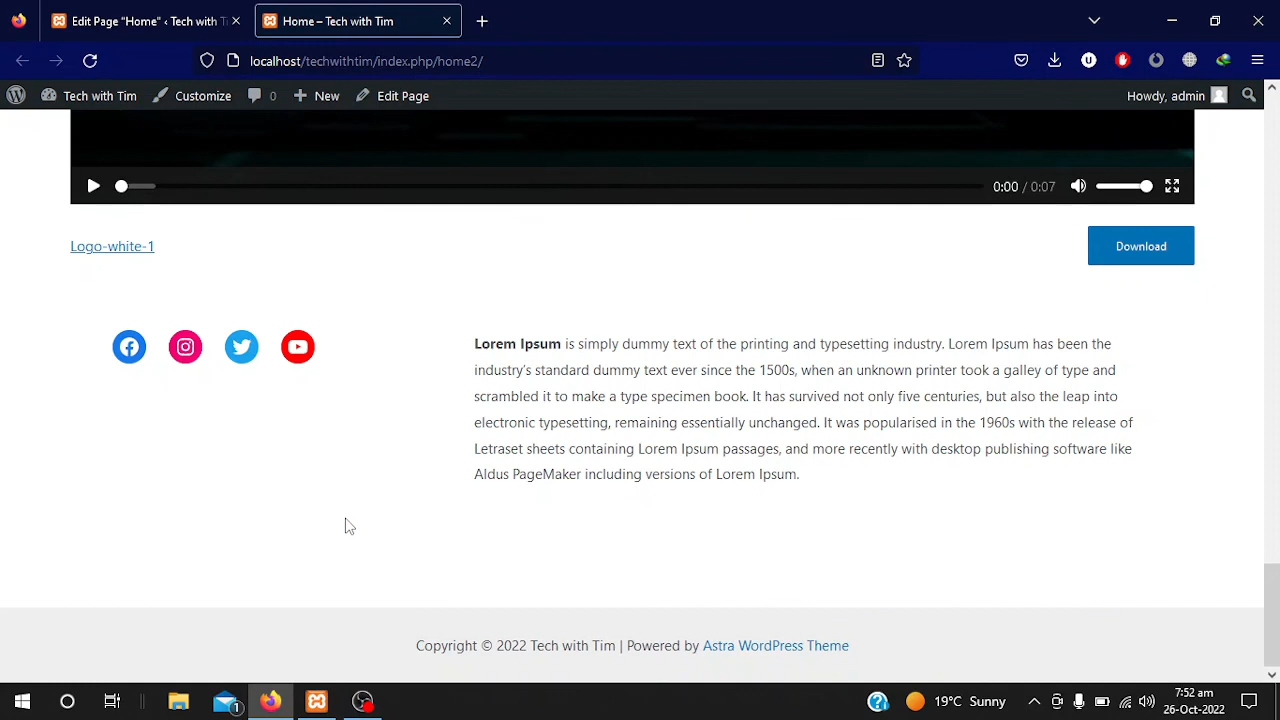 Edit Page "Home" ‹ Tech with Ti
Home – Tech with Tim
localhost/techwithtim/index.php/home2/
Tech with Tim
Customize
0
New
Edit Page
Howdy, admin
0:00 / 0:07
Logo-white-1
Download
Lorem Ipsum is simply dummy text of the printing and typesetting industry. Lorem Ipsum has been the
industry's standard dummy text ever since the 1500s, when an unknown printer took a galley of type and
scrambled it to make a type specimen book. It has survived not only five centuries, but also the leap into
electronic typesetting, remaining essentially unchanged. It was popularised in the 1960s with the release of
Letraset sheets containing Lorem Ipsum passages, and more recently with desktop publishing software like
Aldus PageMaker including versions of Lorem Ipsum.
Copyright © 2022 Tech with Tim | Powered by Astra WordPress Theme
1
19°C Sunny
7:52 am
26-Oct-2022